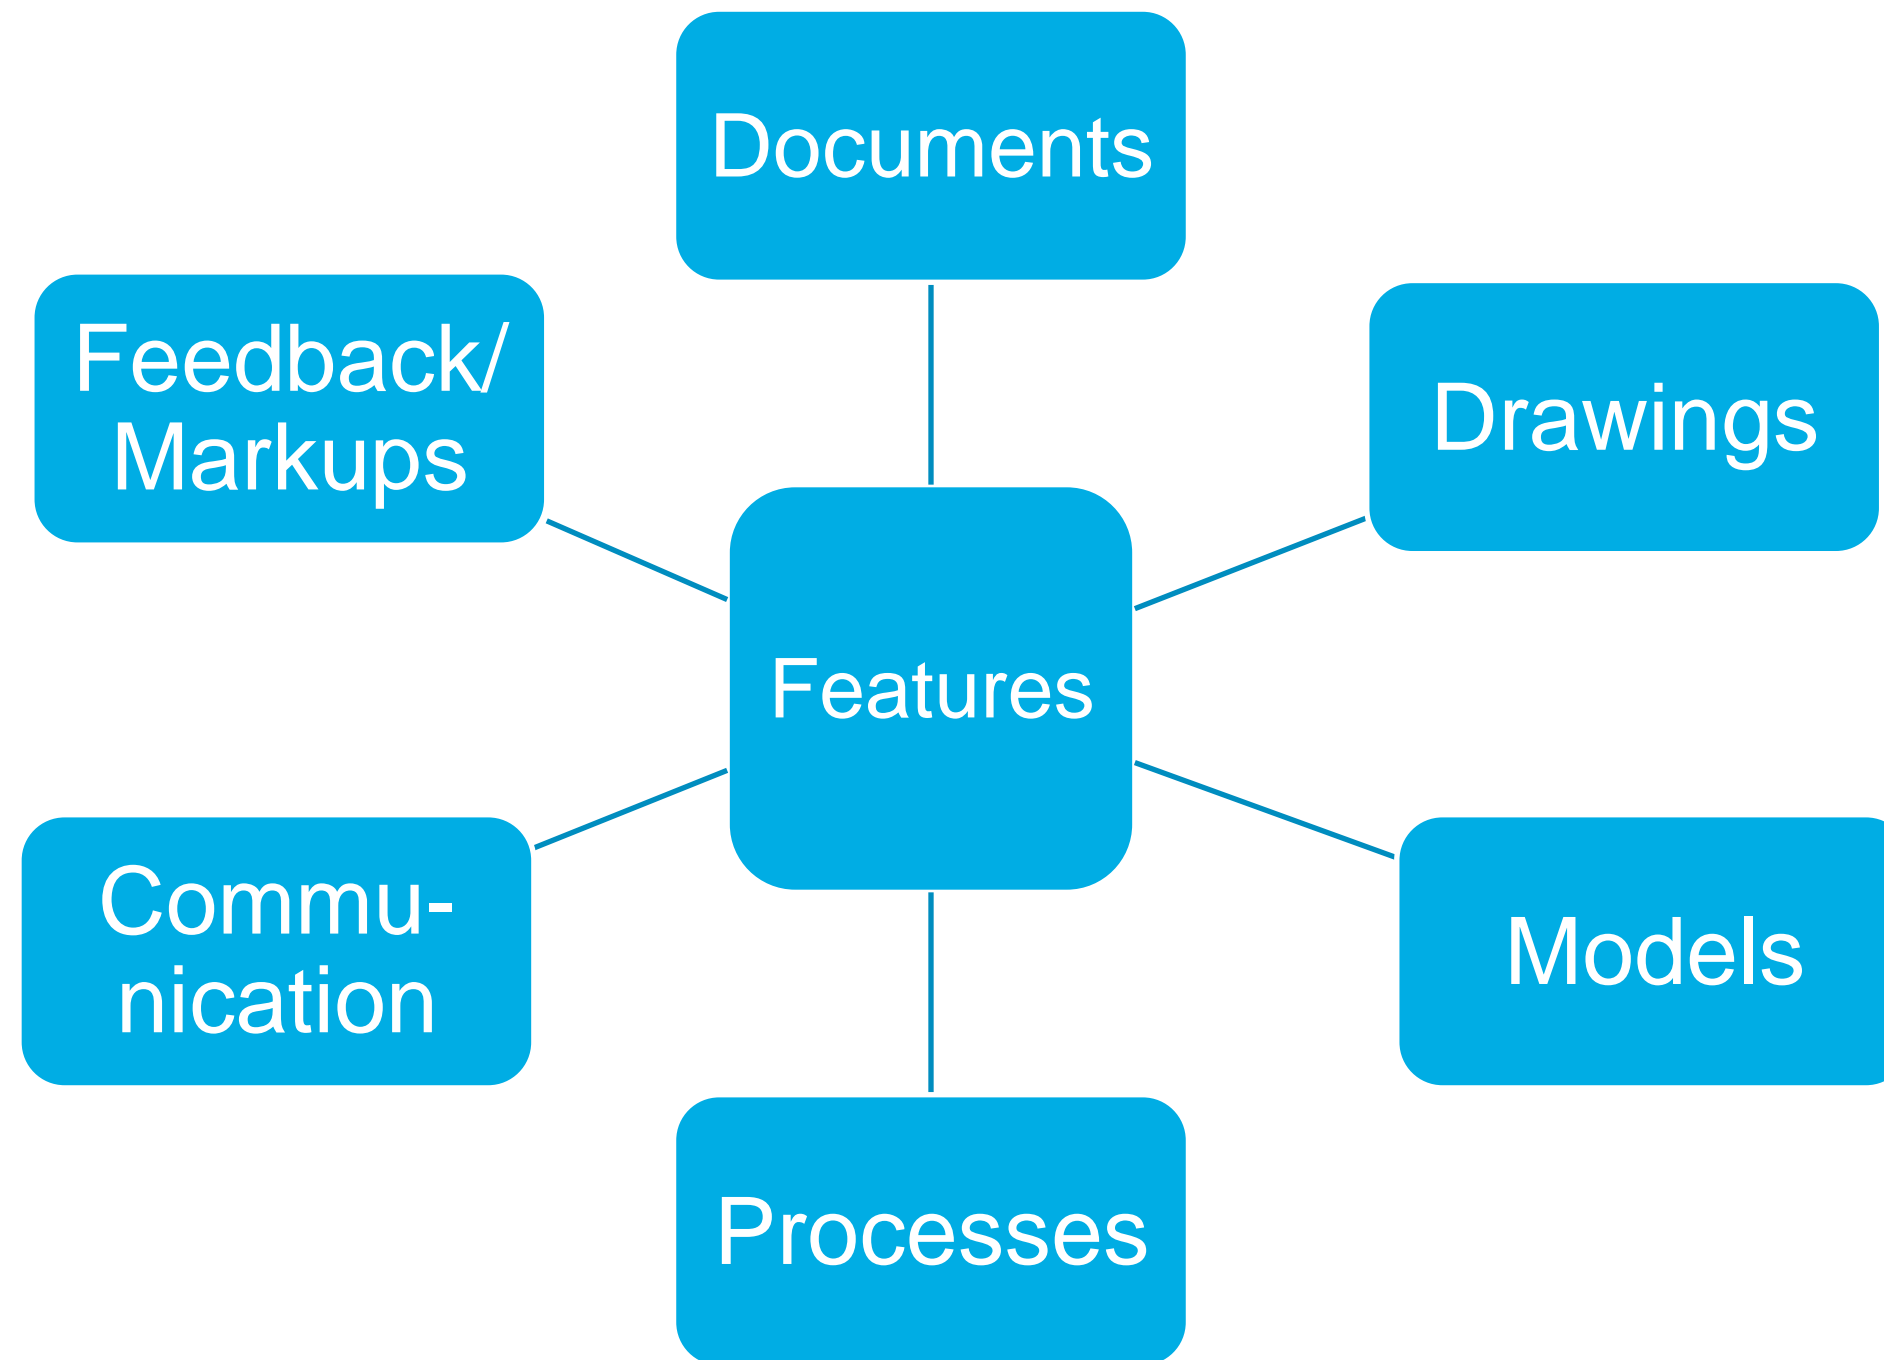 Documents
Feedback/
Markups
Drawings
Features
Commu-
nication
Models
Processes